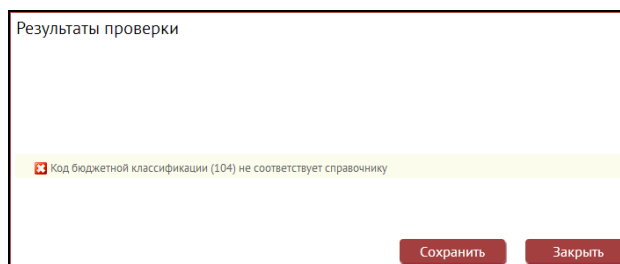 Результаты проверки
Код бюджетной классификации (104) не соответствует справочнику
Сохранить Закрыть